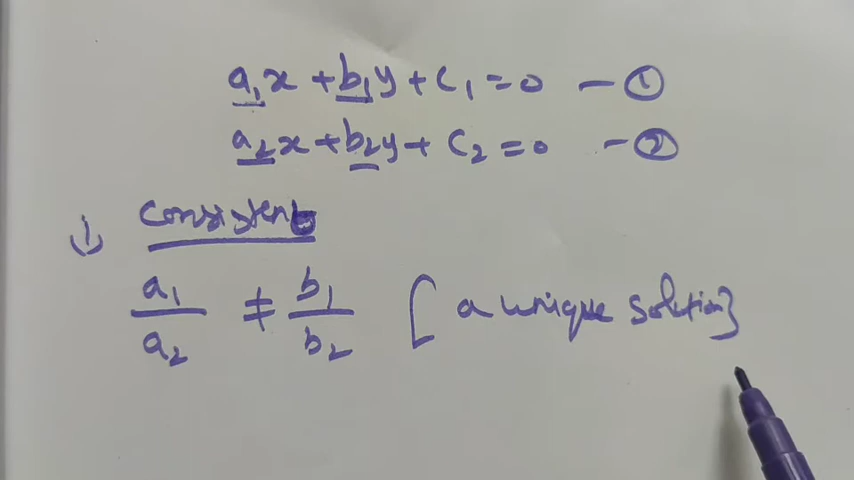 a₁x + b₁y + c₁ = 0 — ①
a₂x + b₂y + c₂ = 0 — ②
↓ Consistent
a₁/a₂ ≠ b₁/b₂ [a unique solution}